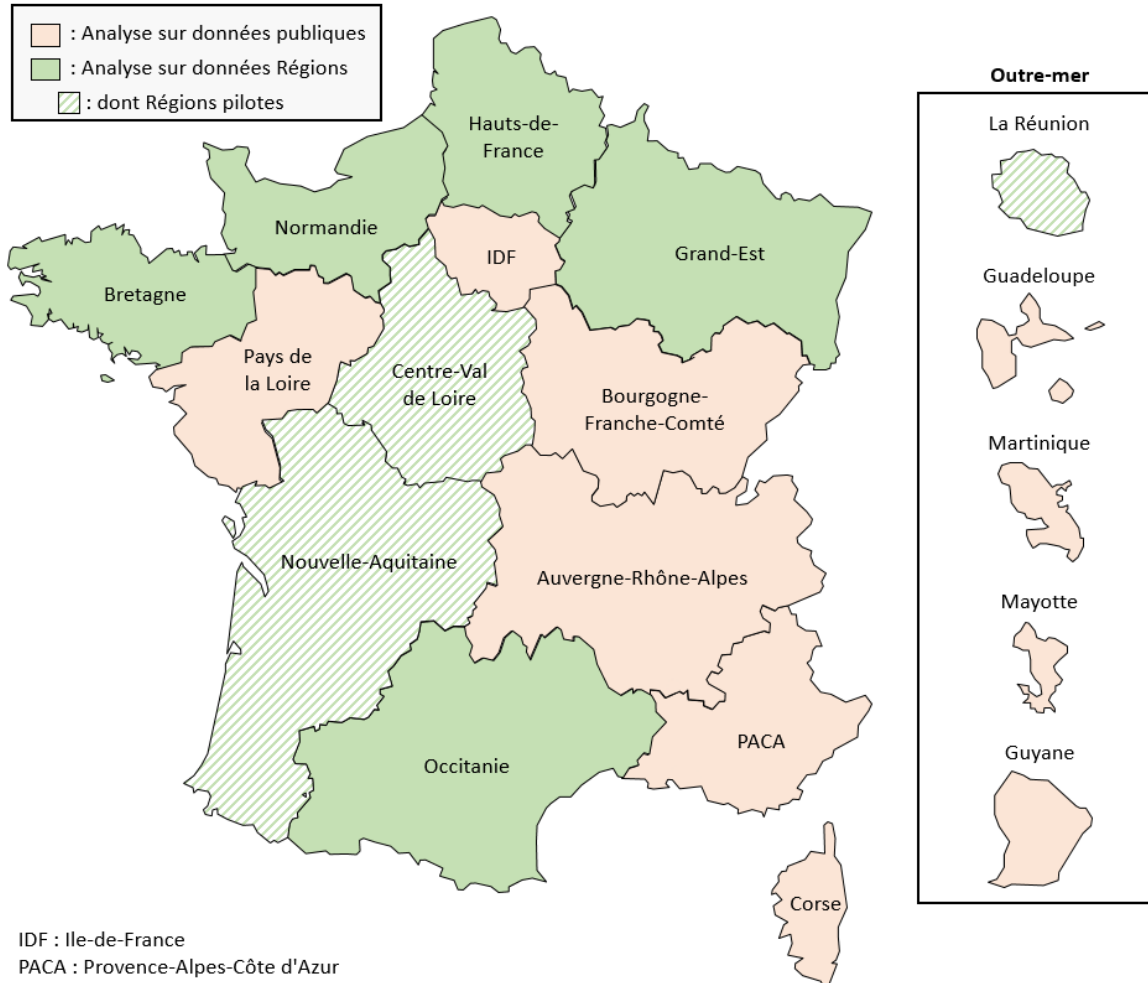 : Analyse sur données publiques
: Analyse sur données Régions
: dont Régions pilotes
Outre-mer
La Réunion
Hauts-de-
France
Normandie
IDF
Grand-Est
Bretagne
Guadeloupe
Pays de
la Loire
Centre-Val
de Loire
Bourgogne-
Franche-Comté
Martinique
Nouvelle-Aquitaine
Auvergne-Rhône-Alpes
Mayotte
PACA
Occitanie
Guyane
Corse
IDF : Ile-de-France
PACA : Provence-Alpes-Côte d'Azur